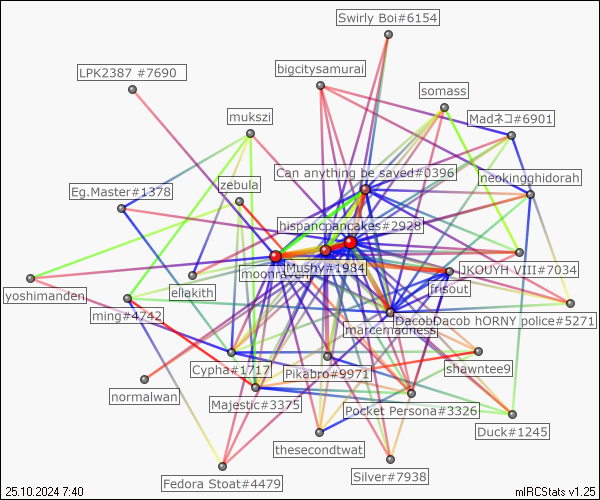 Swirly Boi#6154
LPK2387 #7690
bigcitysamurai
somass
mukszi
Madネコ#6901
Can anything be saved#0396
neokingghidorah
zebula
Eg.Master#1378
hispancpancakes#2928
moonraven
Mushy#1984
JKOUYH VIII#7034
ellakith
frisout
yoshimanden
ming#4742
DacobDacob hORNY police#5271
marcemadness
Cypha#1717
Pikabro#9971
shawntee9
normalwan
Majestic#3375
Pocket Persona#3326
Duck#1245
thesecondtwat
Fedora Stoat#4479
Silver#7938
25.10.2024 7:40
mIRCStats v1.25